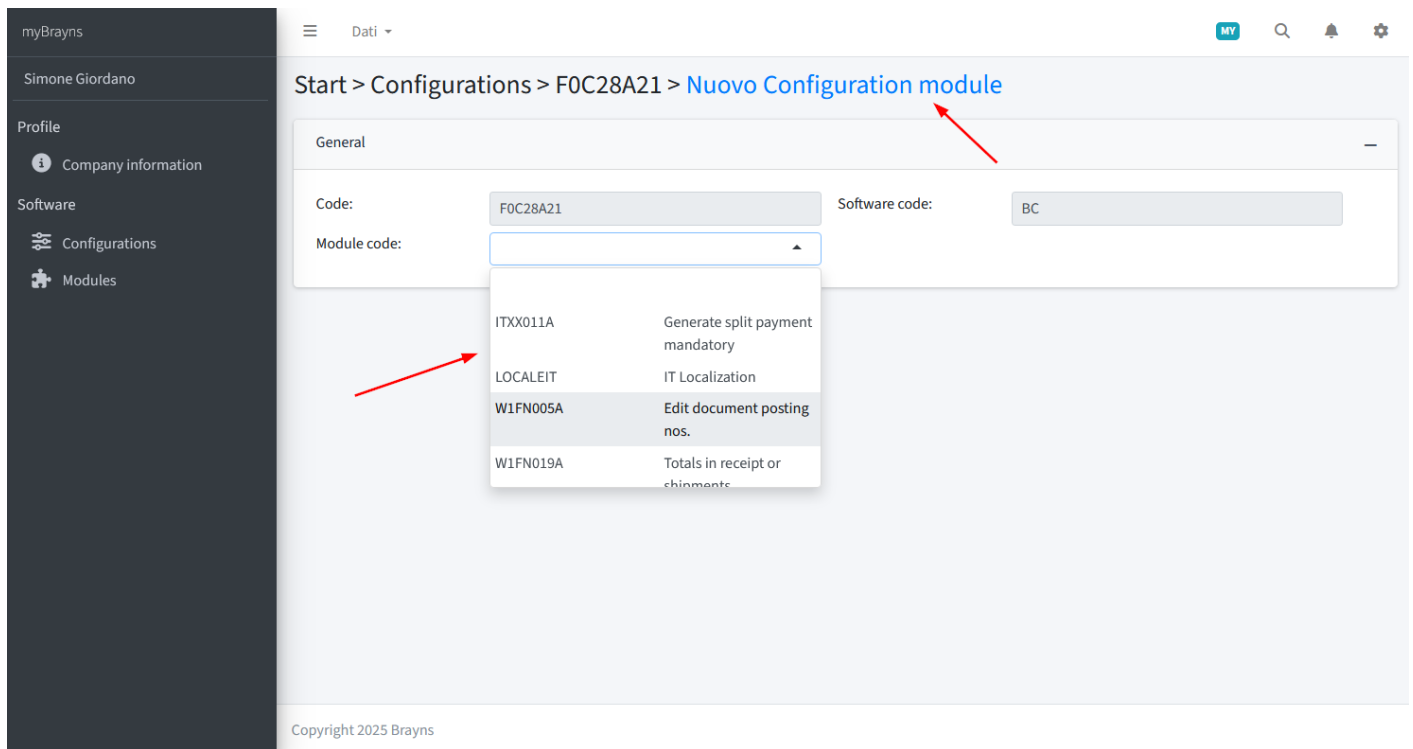 myBrayns
Dati
MY
Simone Giordano
Start > Configurations > F0C28A21 > Nuovo Configuration module
Profile
Company information
Software
Configurations
Modules
General
Code:
F0C28A21
Software code:
BC
Module code:
ITXX011A Generate split payment
mandatory
LOCALEIT IT Localization
W1FN005A Edit document posting
nos.
W1FN019A Totals in receipt or
shipments
Copyright 2025 Brayns